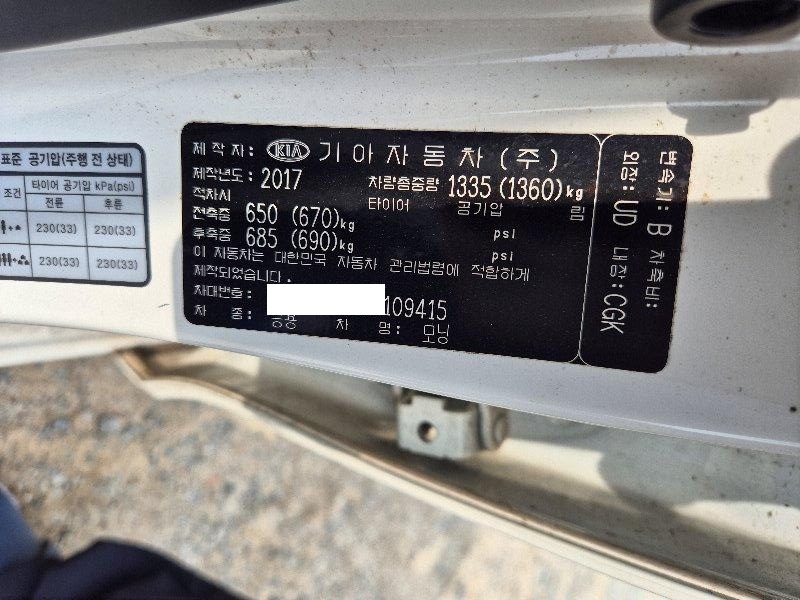 표준 공기압(주행 전 상태)
조건 타이어 공기압 kPa(psi)
전륜 후륜
230(33) 230(33)
230(33) 230(33)
제 작 자: KIA 기 아 자 동 차 (주)
제작년도: 2017 차량총중량 1335 (1360)kg
적차시 타이어 공기압 림
전축중 650 (670)kg psi
후축중 685 (690)kg psi
이 자동차는 대한민국 자동차 관리법령에 적합하게
제작되었습니다.
차대번호: 109415
차 종: 승용 차 명: 모닝
변속기: B 차축비:
외장: UD 내장: CGK